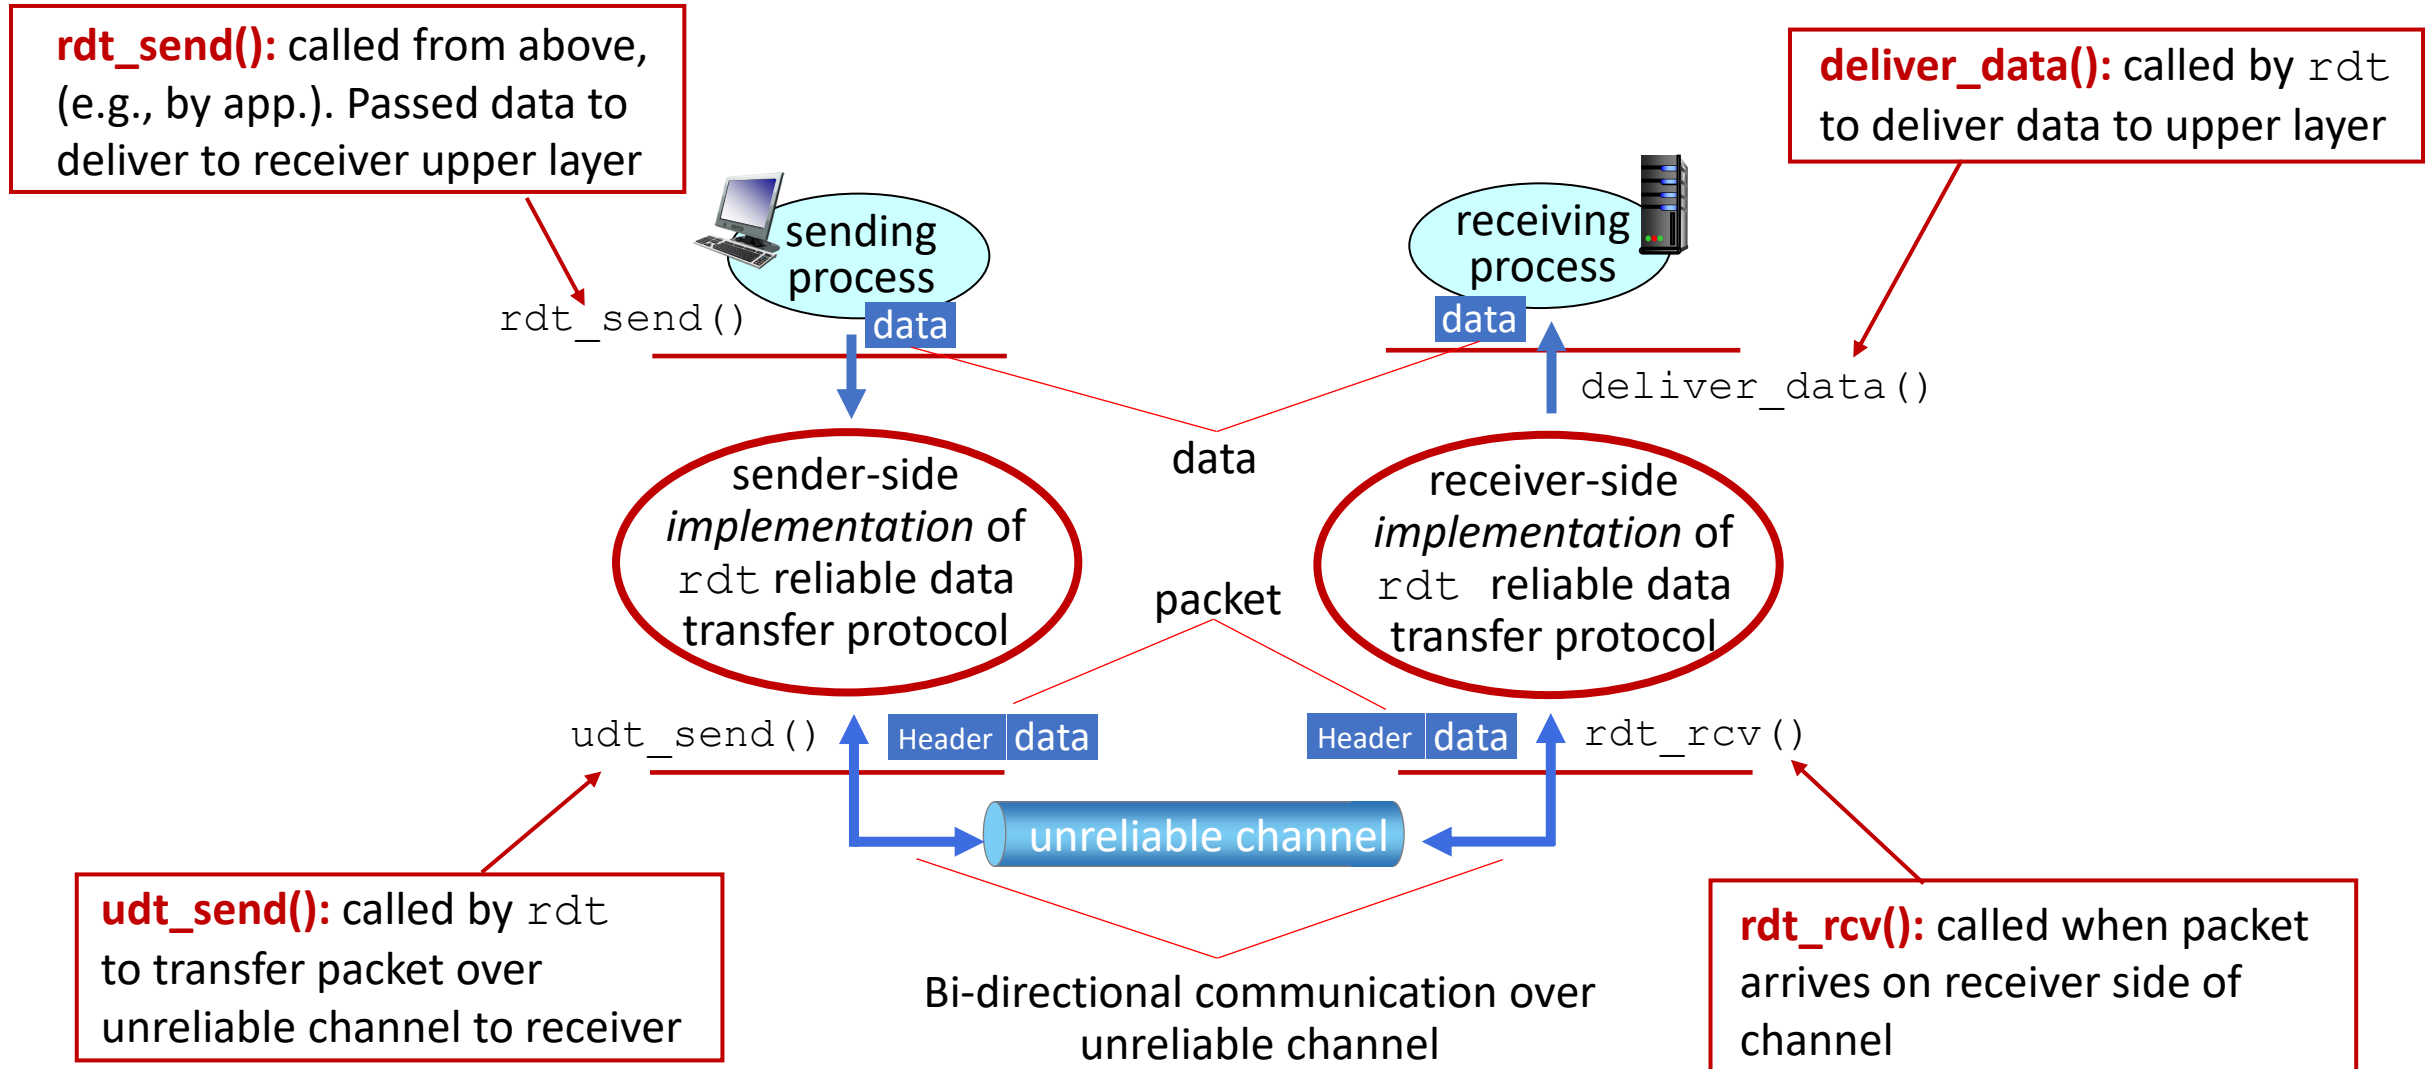 rdt_send(): called from above,
(e.g., by app.). Passed data to
deliver to receiver upper layer
deliver_data(): called by rdt
to deliver data to upper layer
sending
process
receiving
process
rdt_send()
data
data
deliver_data()
data
sender-side
implementation of
rdt reliable data
transfer protocol
receiver-side
implementation of
rdt reliable data
transfer protocol
packet
udt_send()
Header data
Header data
rdt_rcv()
unreliable channel
udt_send(): called by rdt
to transfer packet over
unreliable channel to receiver
Bi-directional communication over
unreliable channel
rdt_rcv(): called when packet
arrives on receiver side of
channel